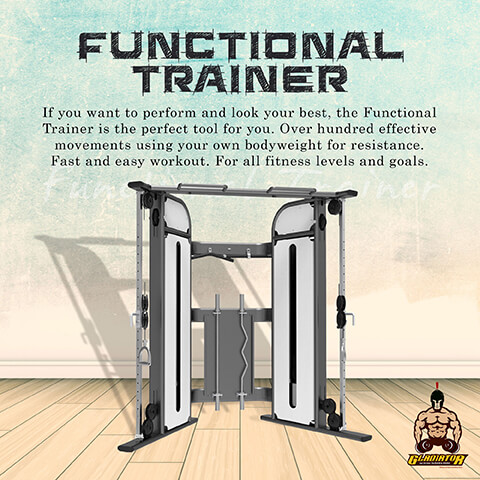 FUNCTIONAL
TRAINER
If you want to perform and look your best, the Functional
Trainer is the perfect tool for you. Over hundred effective
movements using your own bodyweight for resistance.
Fast and easy workout. For all fitness levels and goals.
Functional Trainer
GLADIATOR